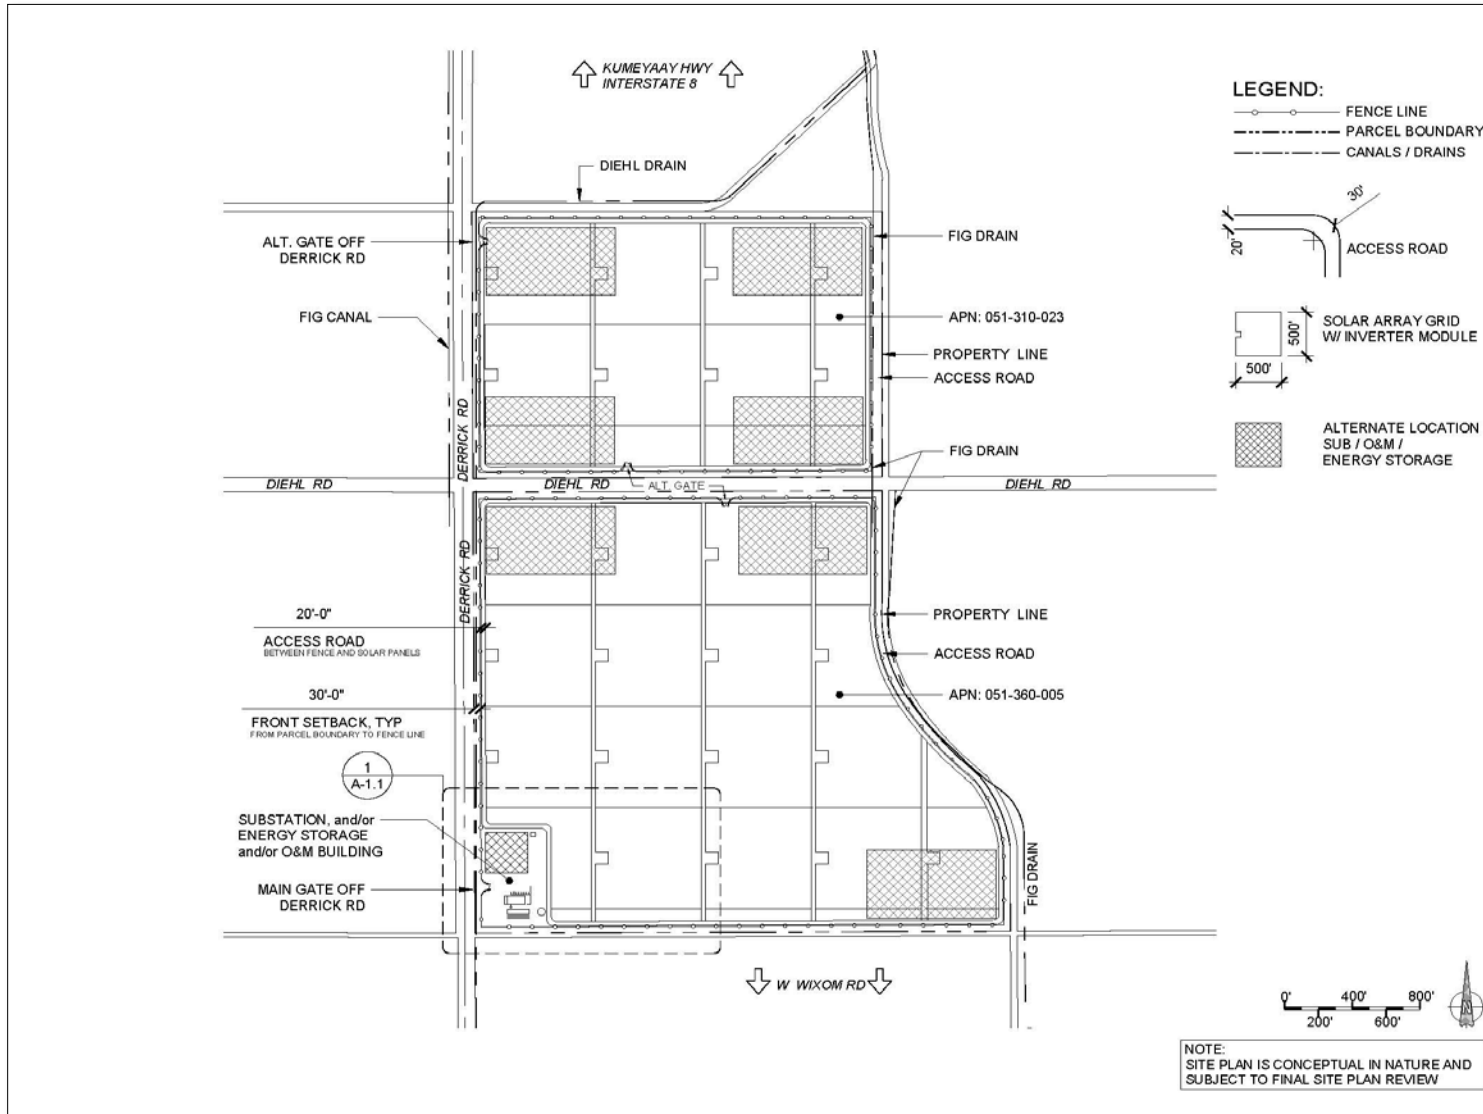 KUMEYAAY HWY
INTERSTATE 8
LEGEND:
FENCE LINE
PARCEL BOUNDARY
CANALS / DRAINS
DIEHL DRAIN
30'
20'
ACCESS ROAD
ALT. GATE OFF
DERRICK RD
FIG DRAIN
FIG CANAL
APN: 051-310-023
SOLAR ARRAY GRID
W/ INVERTER MODULE
500'
500'
PROPERTY LINE
ACCESS ROAD
DERRICK RD
ALTERNATE LOCATION
SUB / O&M /
ENERGY STORAGE
FIG DRAIN
DIEHL RD
DIEHL RD
ALT. GATE
DIEHL RD
DERRICK RD
20'-0"
ACCESS ROAD
BETWEEN FENCE AND SOLAR PANELS
PROPERTY LINE
ACCESS ROAD
30'-0"
APN: 051-360-005
FRONT SETBACK, TYP
FROM PARCEL BOUNDARY TO FENCE LINE
1
A-1.1
SUBSTATION, and/or
ENERGY STORAGE
and/or O&M BUILDING
MAIN GATE OFF
DERRICK RD
FIG DRAIN
W WIXOM RD
0'
400'
800'
200'
600'
N
NOTE:
SITE PLAN IS CONCEPTUAL IN NATURE AND
SUBJECT TO FINAL SITE PLAN REVIEW